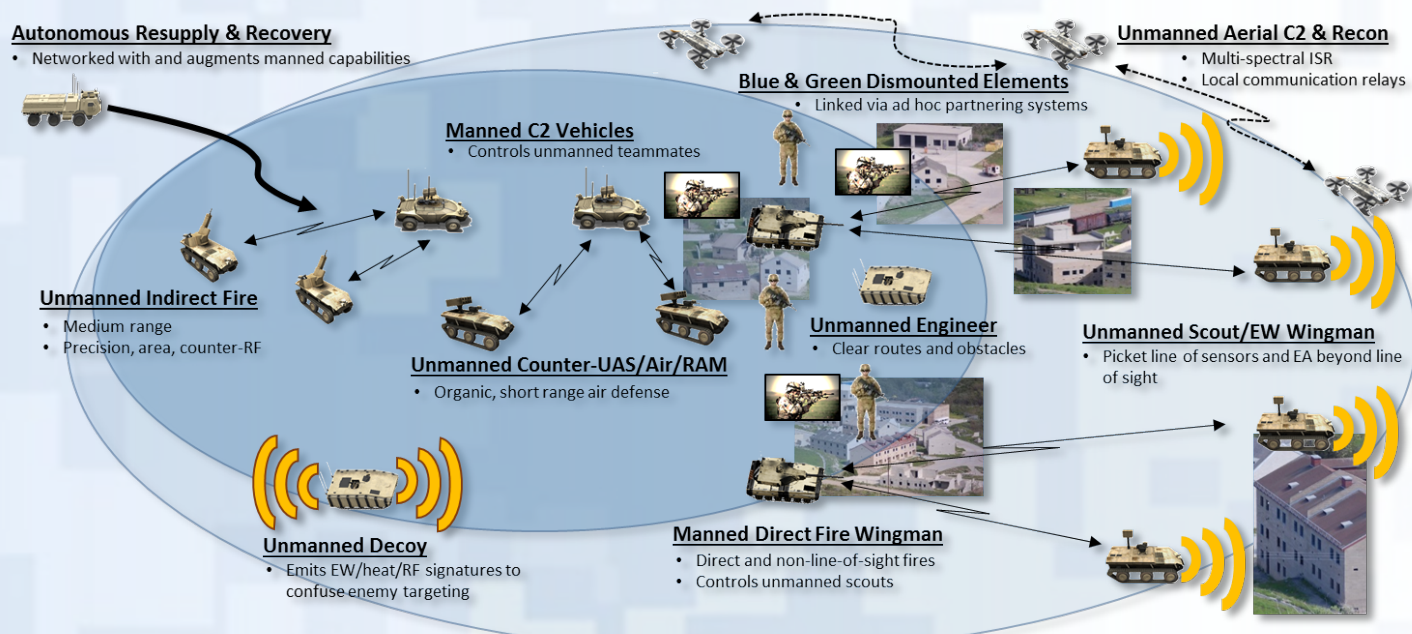 Autonomous Resupply & Recovery
• Networked with and augments manned capabilities
Unmanned Aerial C2 & Recon
• Multi-spectral ISR
• Local communication relays
Blue & Green Dismounted Elements
• Linked via ad hoc partnering systems
Manned C2 Vehicles
• Controls unmanned teammates
Unmanned Indirect Fire
• Medium range
• Precision, area, counter-RF
Unmanned Counter-UAS/Air/RAM
• Organic, short range air defense
Unmanned Engineer
• Clear routes and obstacles
Unmanned Scout/EW Wingman
• Picket line of sensors and EA beyond line
of sight
Unmanned Decoy
• Emits EW/heat/RF signatures to
confuse enemy targeting
Manned Direct Fire Wingman
• Direct and non-line-of-sight fires
• Controls unmanned scouts